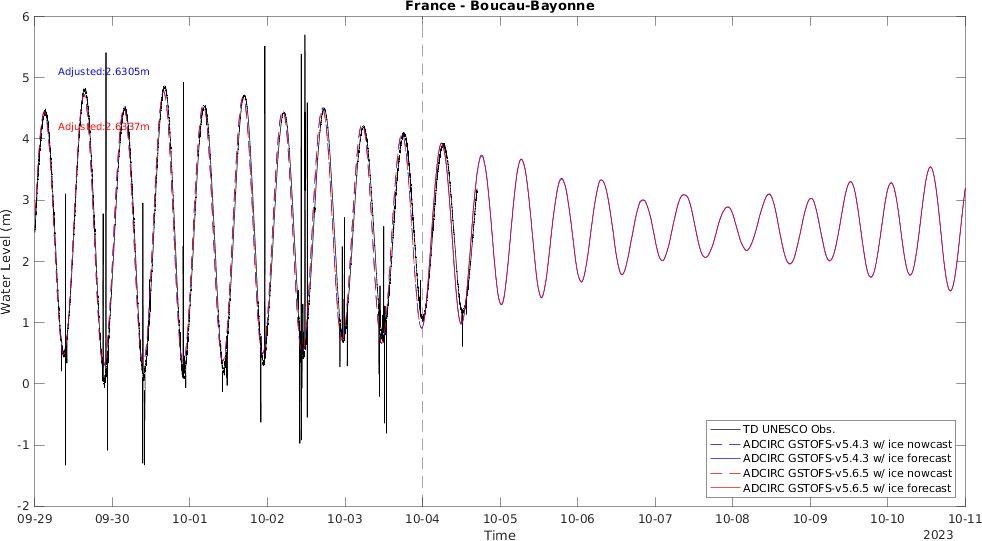 France - Boucau-Bayonne
6
5
4
3
2
1
0
-1
-2
Water Level (m)
Adjusted:2.6305m
Adjusted:2.6337m
TD UNESCO Obs.
ADCIRC GSTOFS-v5.4.3 w/ ice nowcast
ADCIRC GSTOFS-v5.4.3 w/ ice forecast
ADCIRC GSTOFS-v5.6.5 w/ ice nowcast
ADCIRC GSTOFS-v5.6.5 w/ ice forecast
09-29 09-30 10-01 10-02 10-03 10-04 10-05 10-06 10-07 10-08 10-09 10-10 10-11
Time
2023